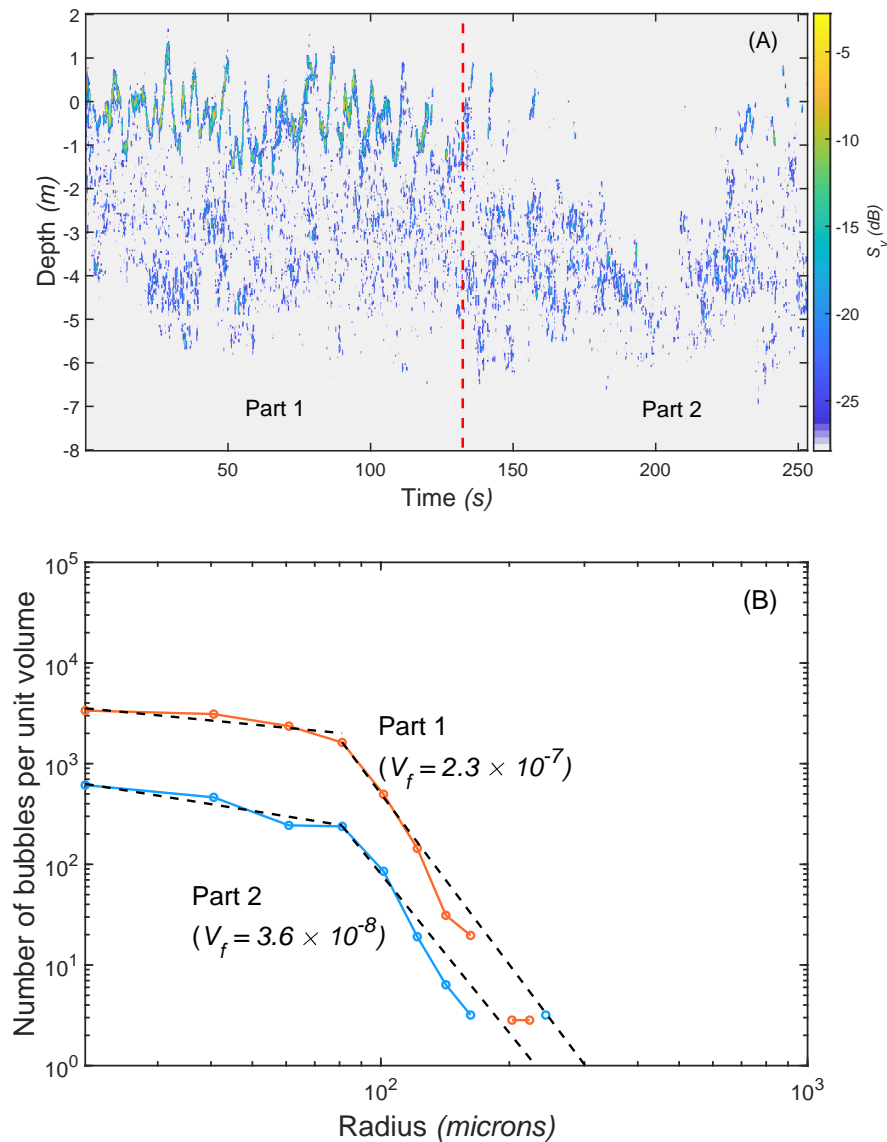 (A)
2
1
0
-1
-2
-3
-4
-5
-6
-7
-8
Depth (m)
Part 1
Part 2
50
100
150
200
250
Time (s)
-5
-10
-15
-20
-25
S_v (dB)
(B)
10^5
10^4
10^3
10^2
10^1
10^0
Number of bubbles per unit volume
Part 1
(V_f = 2.3 × 10^-7)
Part 2
(V_f = 3.6 × 10^-8)
10^2
10^3
Radius (microns)